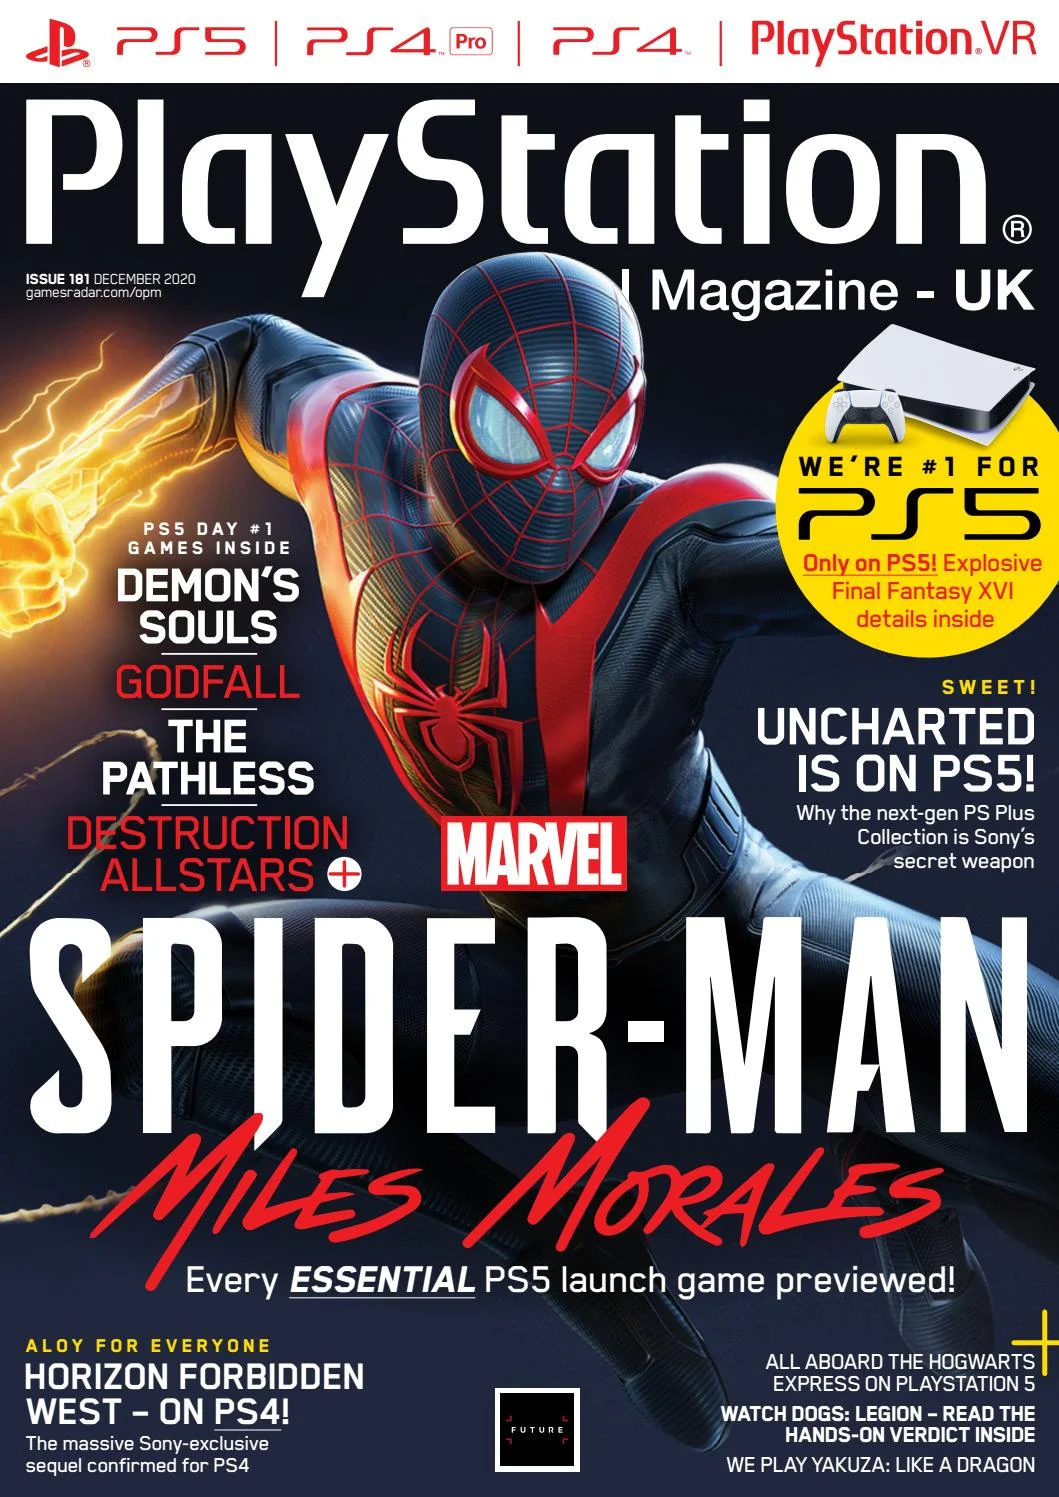 PS5 | PS4 Pro | PS4 | PlayStation VR
PlayStation®
ISSUE 181 DECEMBER 2020
gamesradar.com/opm
l Magazine - UK
WE'RE #1 FOR
PS5
Only on PS5! Explosive
Final Fantasy XVI
details inside
PS5 DAY #1
GAMES INSIDE
DEMON'S
SOULS
GODFALL
THE
PATHLESS
DESTRUCTION
ALLSTARS +
SWEET!
UNCHARTED
IS ON PS5!
Why the next-gen PS Plus
Collection is Sony's
secret weapon
MARVEL
SPIDER-MAN
MILES MORALES
Every ESSENTIAL PS5 launch game previewed!
ALOY FOR EVERYONE
HORIZON FORBIDDEN
WEST – ON PS4!
The massive Sony-exclusive
sequel confirmed for PS4
FUTURE
+
ALL ABOARD THE HOGWARTS
EXPRESS ON PLAYSTATION 5
WATCH DOGS: LEGION – READ THE
HANDS-ON VERDICT INSIDE
WE PLAY YAKUZA: LIKE A DRAGON